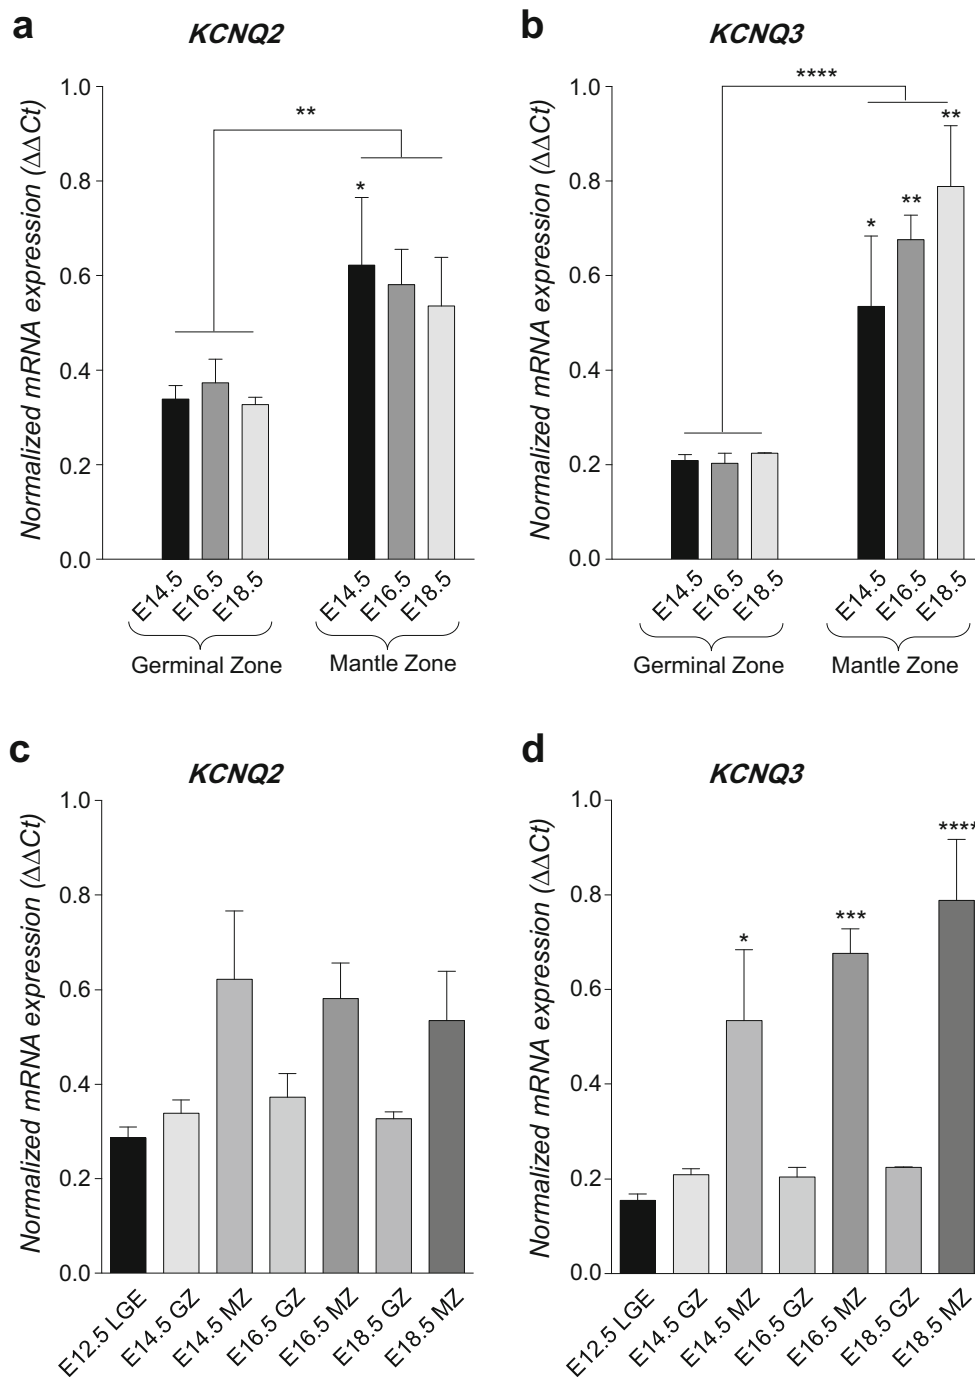 a
KCNQ2
Normalized mRNA expression (ΔΔCt)
1.0
0.8
0.6
0.4
0.2
0.0
**
*
E14.5
E16.5
E18.5
E14.5
E16.5
E18.5
Germinal Zone
Mantle Zone
b
KCNQ3
Normalized mRNA expression (ΔΔCt)
1.0
0.8
0.6
0.4
0.2
0.0
****
*
**
**
E14.5
E16.5
E18.5
E14.5
E16.5
E18.5
Germinal Zone
Mantle Zone
c
KCNQ2
Normalized mRNA expression (ΔΔCt)
1.0
0.8
0.6
0.4
0.2
0.0
E12.5 LGE
E14.5 GZ
E14.5 MZ
E16.5 GZ
E16.5 MZ
E18.5 GZ
E18.5 MZ
d
KCNQ3
Normalized mRNA expression (ΔΔCt)
1.0
0.8
0.6
0.4
0.2
0.0
*
***
****
E12.5 LGE
E14.5 GZ
E14.5 MZ
E16.5 GZ
E16.5 MZ
E18.5 GZ
E18.5 MZ